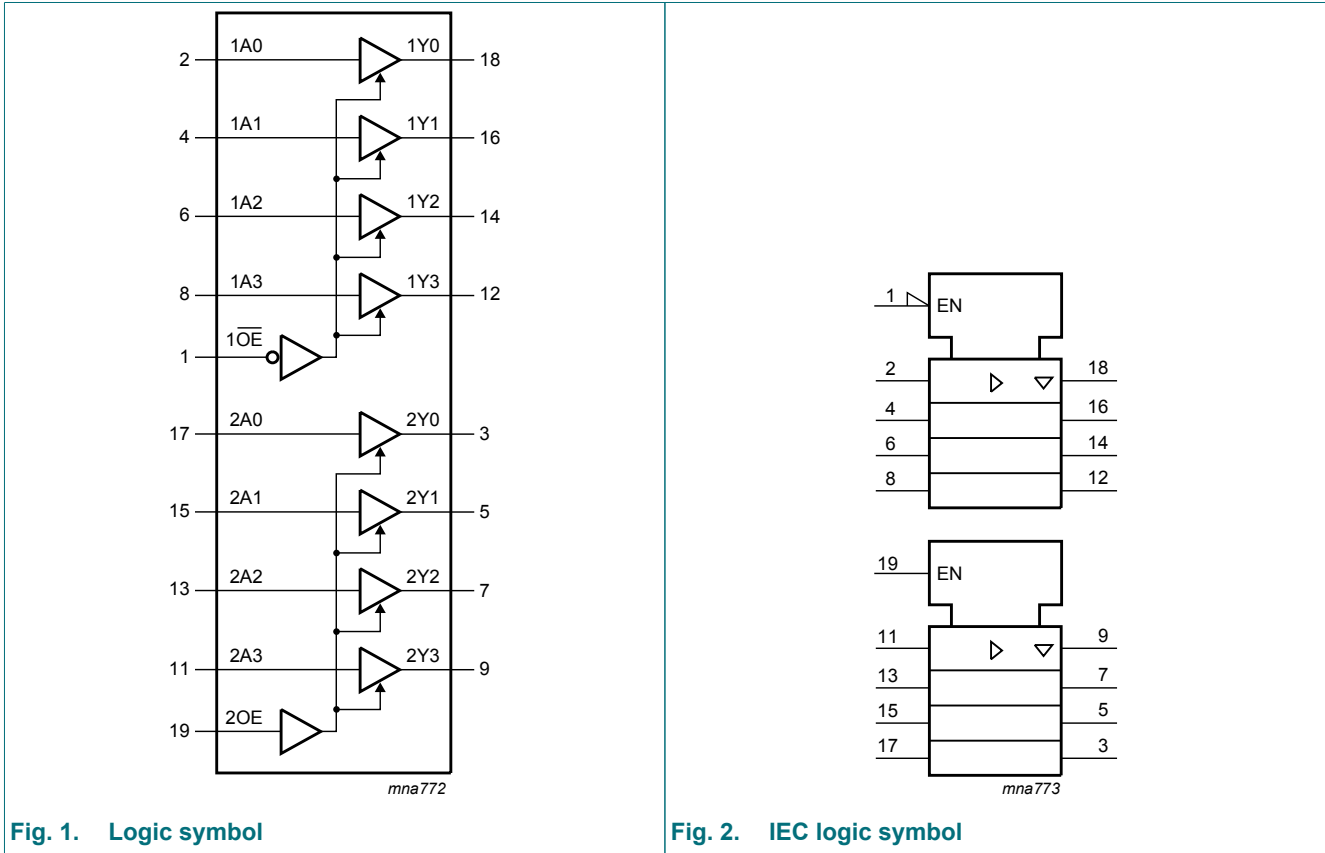 2 1A0 1Y0 18
4 1A1 1Y1 16
6 1A2 1Y2 14
8 1A3 1Y3 12
1 1O̅E̅
17 2A0 2Y0 3
15 2A1 2Y1 5
13 2A2 2Y2 7
11 2A3 2Y3 9
19 2OE
mna772
Fig. 1. Logic symbol
1 EN
2 18
4 16
6 14
8 12
19 EN
11 9
13 7
15 5
17 3
mna773
Fig. 2. IEC logic symbol